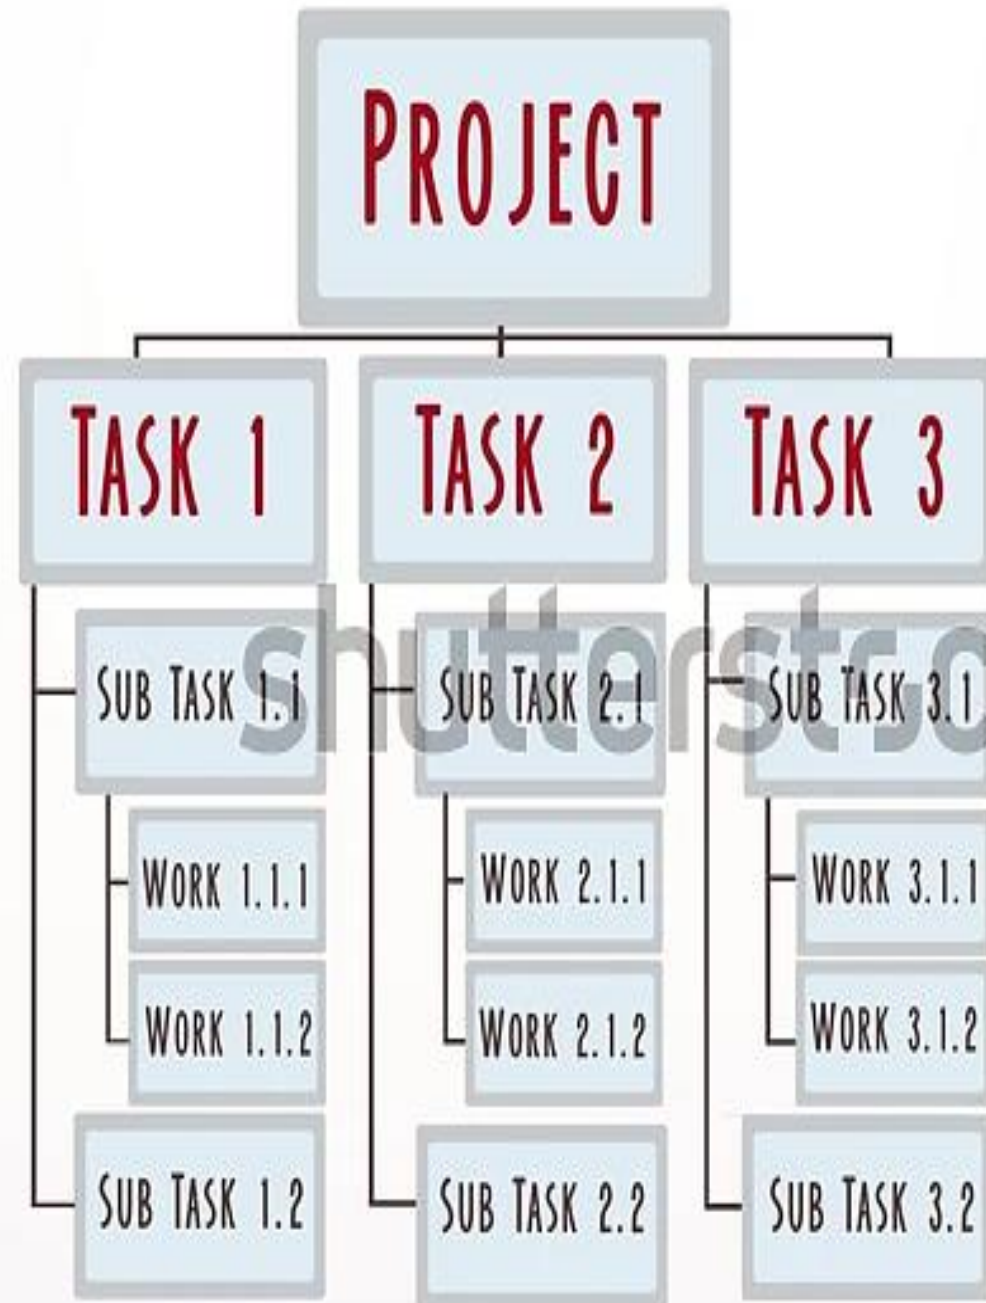 PROJECT
TASK 1
TASK 2
TASK 3
SUB TASK 1.1
SUB TASK 2.1
SUB TASK 3.1
WORK 1.1.1
WORK 2.1.1
WORK 3.1.1
WORK 1.1.2
WORK 2.1.2
WORK 3.1.2
SUB TASK 1.2
SUB TASK 2.2
SUB TASK 3.2